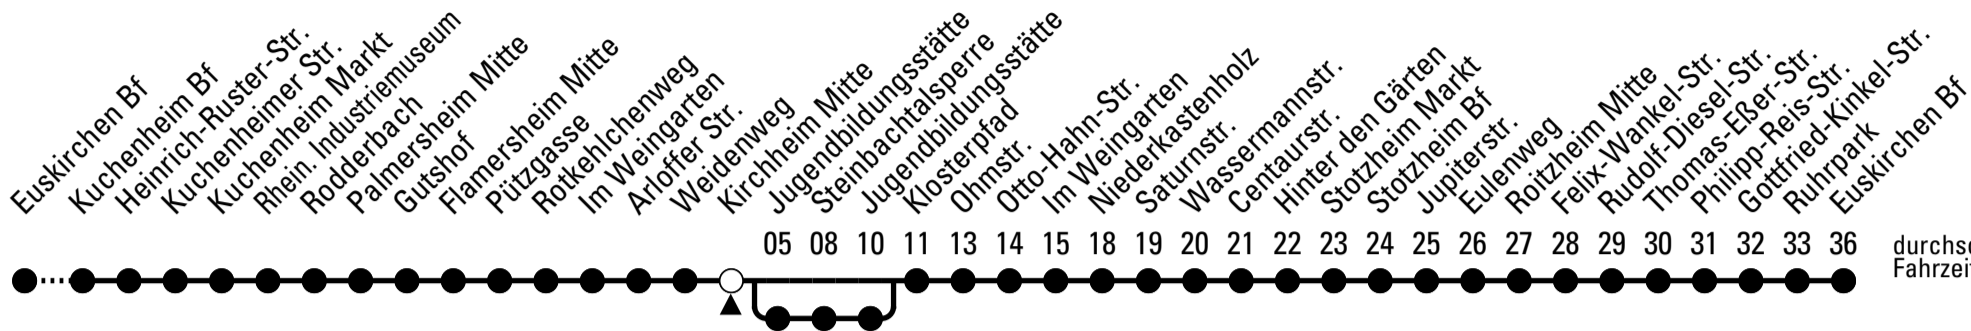 Euskirchen Bf
Kuchenheim Bf
Heinrich-Ruster-Str.
Kuchenheimer Str.
Kuchenheim Markt
Rhein. Industriemuseum
Rodderbach
Palmersheim Mitte
Gutshof
Flamersheim Mitte
Pützgasse
Rotkehlchenweg
Im Weingarten
Arloffer Str.
Weidenweg
Kirchheim Mitte
Jugendbildungsstätte
Steinbachtalsperre
Jugendbildungsstätte
Klosterpfad
Ohmstr.
Otto-Hahn-Str.
Im Weingarten
Niederkastenholz
Saturnstr.
Wassermannstr.
Centaurstr.
Hinter den Gärten
Stotzheim Markt
Stotzheim Bf
Jupiterstr.
Eulenweg
Roitzheim Mitte
Felix-Wankel-Str.
Rudolf-Diesel-Str.
Thomas-Eßer-Str.
Philipp-Reis-Str.
Gottfried-Kinkel-Str.
Ruhrpark
Euskirchen Bf
05 08 10 11 13 14 15 18 19 20 21 22 23 24 25 26 27 28 29 30 31 32 33 36